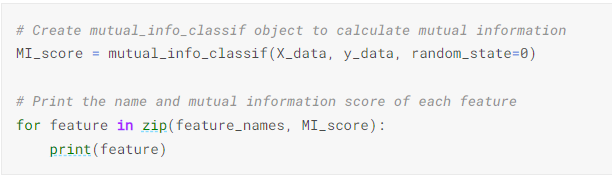 # Create mutual_info_classif object to calculate mutual information
MI_score = mutual_info_classif(X_data, y_data, random_state=0)
# Print the name and mutual information score of each feature
for feature in zip(feature_names, MI_score):
    print(feature)